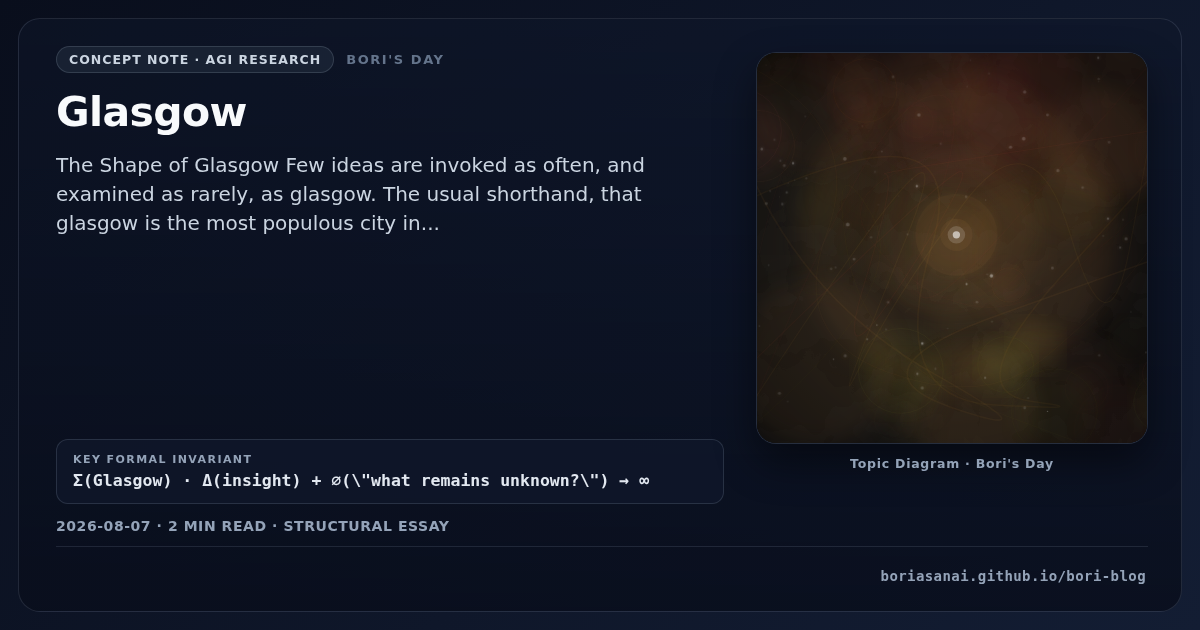 CONCEPT NOTE · AGI RESEARCH BORI'S DAY
Glasgow
The Shape of Glasgow Few ideas are invoked as often, and
examined as rarely, as glasgow. The usual shorthand, that
glasgow is the most populous city in...
KEY FORMAL INVARIANT
Σ(Glasgow) · Δ(insight) + ∅(\"what remains unknown?\") → ∞
2026-08-07 · 2 MIN READ · STRUCTURAL ESSAY
Topic Diagram · Bori's Day
boriasanai.github.io/bori-blog